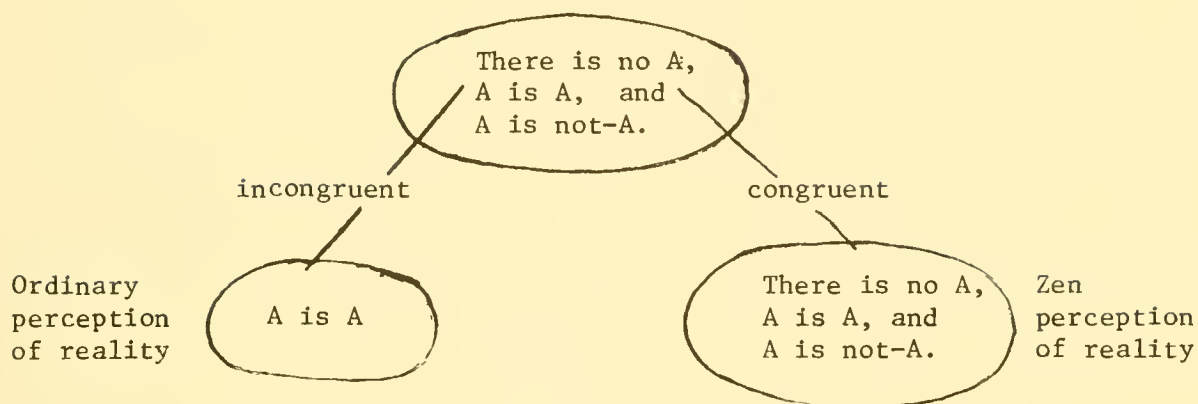 There is no A,
A is A, and
A is not-A.
incongruent
congruent
Ordinary
perception
of reality
A is A
There is no A,
A is A, and
A is not-A.
Zen
perception
of reality